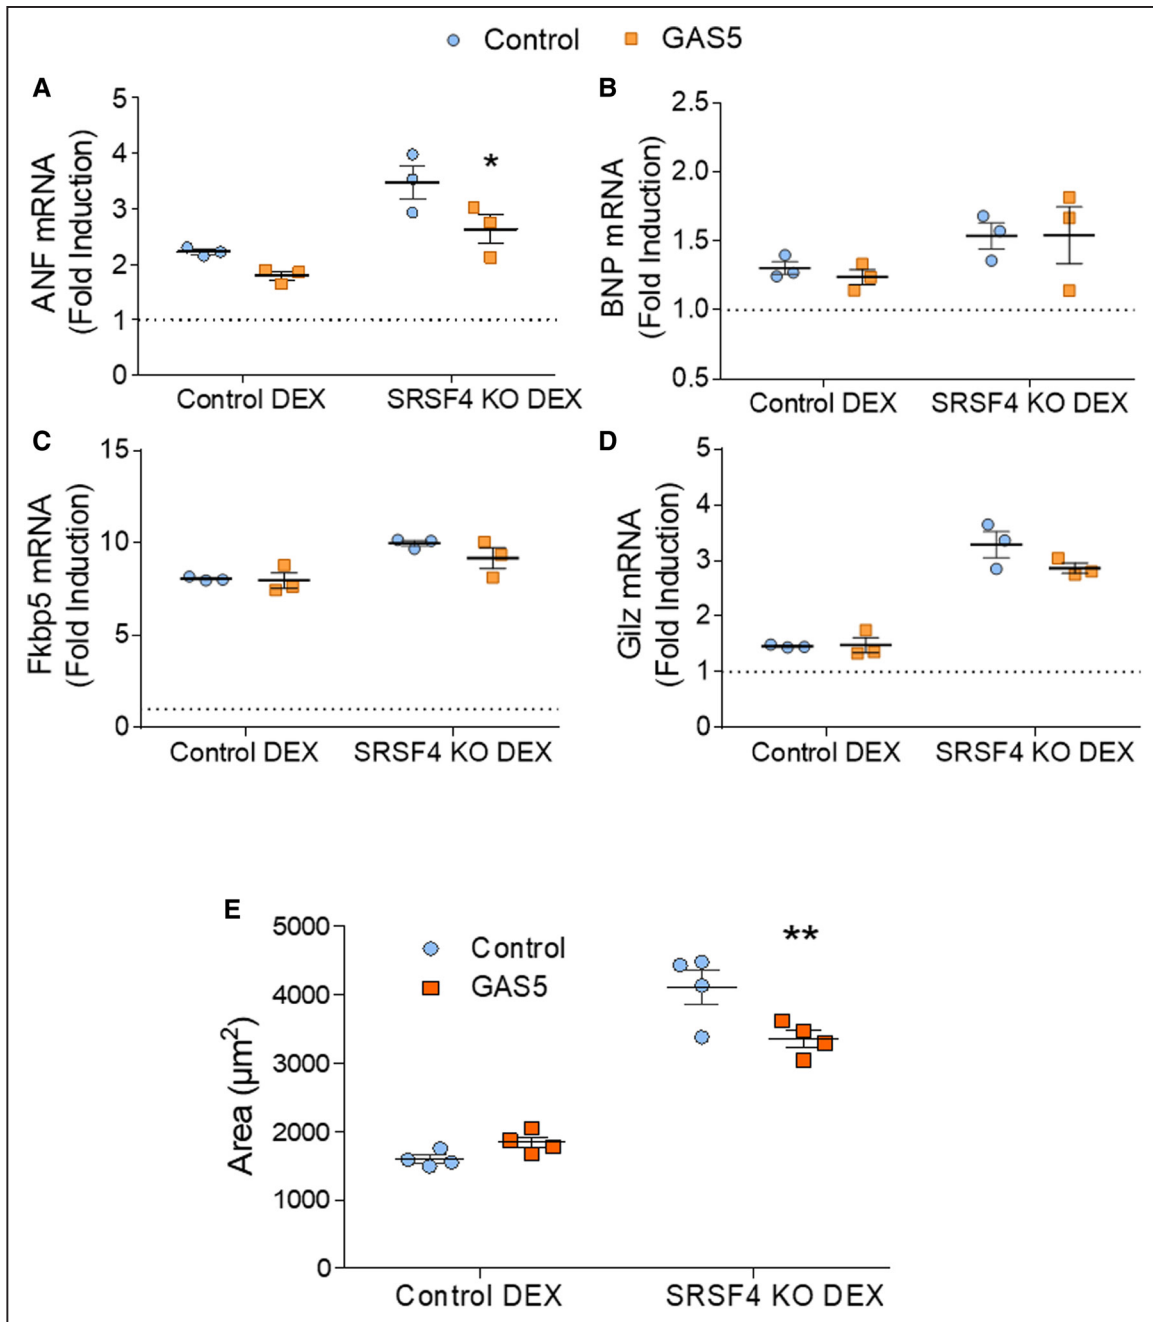 Control GAS5
A
ANF mRNA
(Fold Induction)
5
4
3
2
1
0
*
Control DEX SRSF4 KO DEX
B
BNP mRNA
(Fold Induction)
2.5
2.0
1.5
1.0
0.5
Control DEX SRSF4 KO DEX
C
Fkbp5 mRNA
(Fold Induction)
15
10
5
0
Control DEX SRSF4 KO DEX
D
Gilz mRNA
(Fold Induction)
5
4
3
2
1
0
Control DEX SRSF4 KO DEX
E
Area (µm²)
5000
4000
3000
2000
1000
0
Control
GAS5
**
Control DEX SRSF4 KO DEX